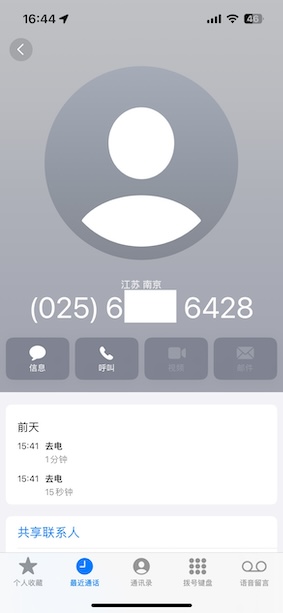 16:44
46
江苏 南京
(025) 6 6428
信息
呼叫
视频
邮件
前天
15:41 去电
1分钟
15:41 去电
15秒钟
共享联系人
个人收藏
最近通话
通讯录
拨号键盘
语音留言